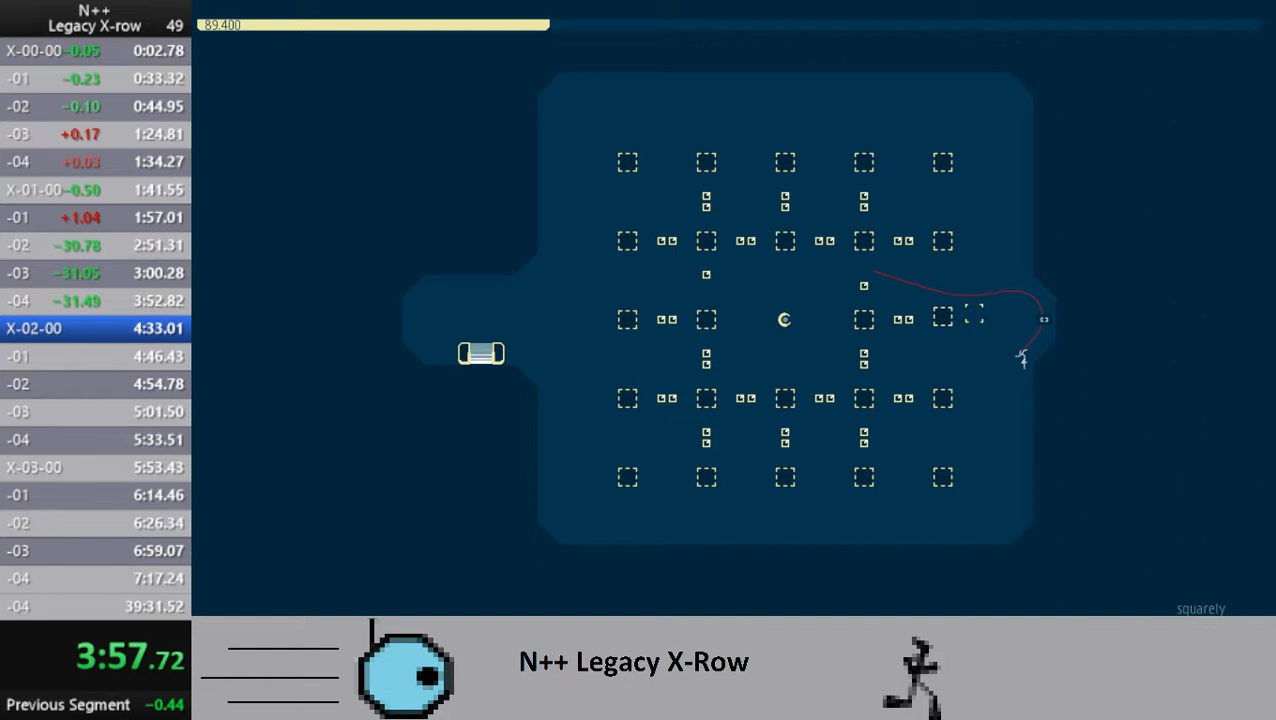 N++
Legacy X-row 49
X-00-00 -0.05 0:02.78
-01 -0.23 0:33.32
-02 -0.10 0:44.95
-03 +0.17 1:24.81
-04 +0.03 1:34.27
X-01-00 -0.50 1:41.55
-01 +1.04 1:57.01
-02 -30.78 2:51.31
-03 -31.05 3:00.28
-04 -31.49 3:52.82
X-02-00 4:33.01
-01 4:46.43
-02 4:54.78
-03 5:01.50
-04 5:33.51
X-03-00 5:53.43
-01 6:14.46
-02 6:26.34
-03 6:59.07
-04 7:17.24
-04 39:31.52
3:57.72
Previous Segment -0.44
89.400
squarely
N++ Legacy X-Row